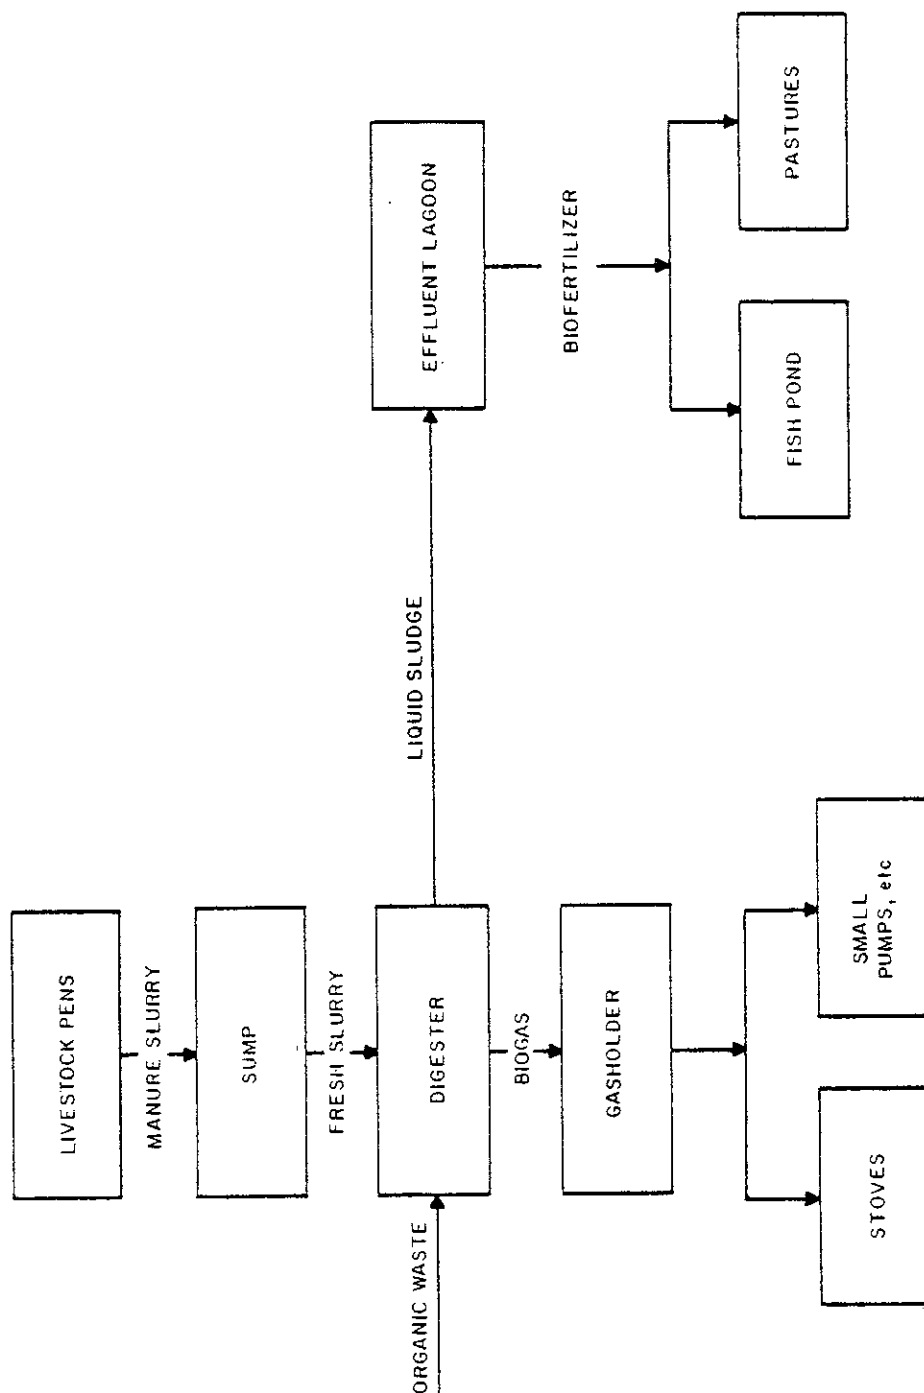 LIVESTOCK PENS
MANURE SLURRY
SUMP
FRESH SLURRY
ORGANIC WASTE
DIGESTER
LIQUID SLUDGE
EFFLUENT LAGOON
BIOGAS
BIOFERTILIZER
GASHOLDER
FISH POND
PASTURES
STOVES
SMALL
PUMPS, etc